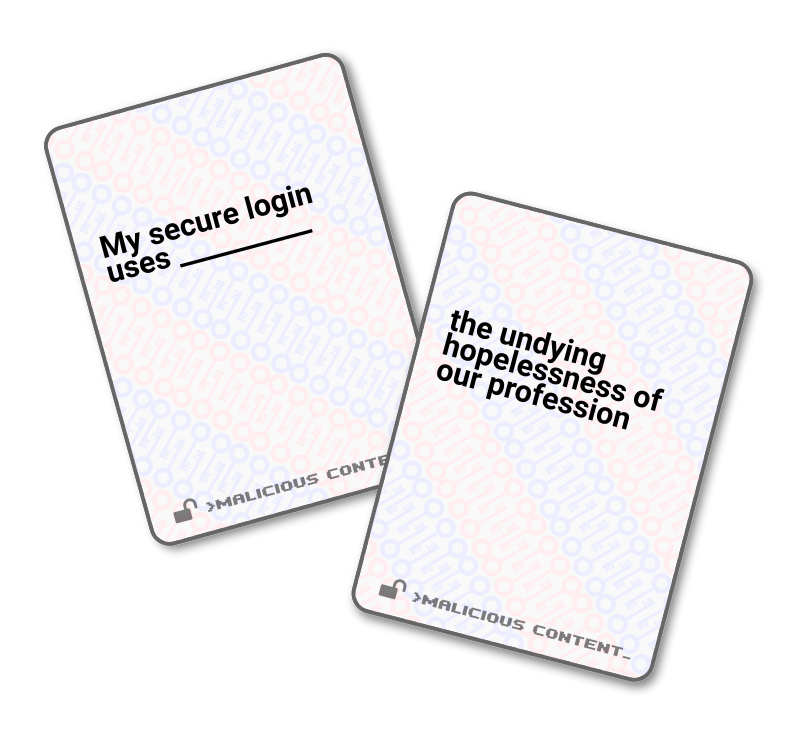 My secure login
uses ________
>MALICIOUS CONTE
the undying
hopelessness of
our profession
>MALICIOUS CONTENT_